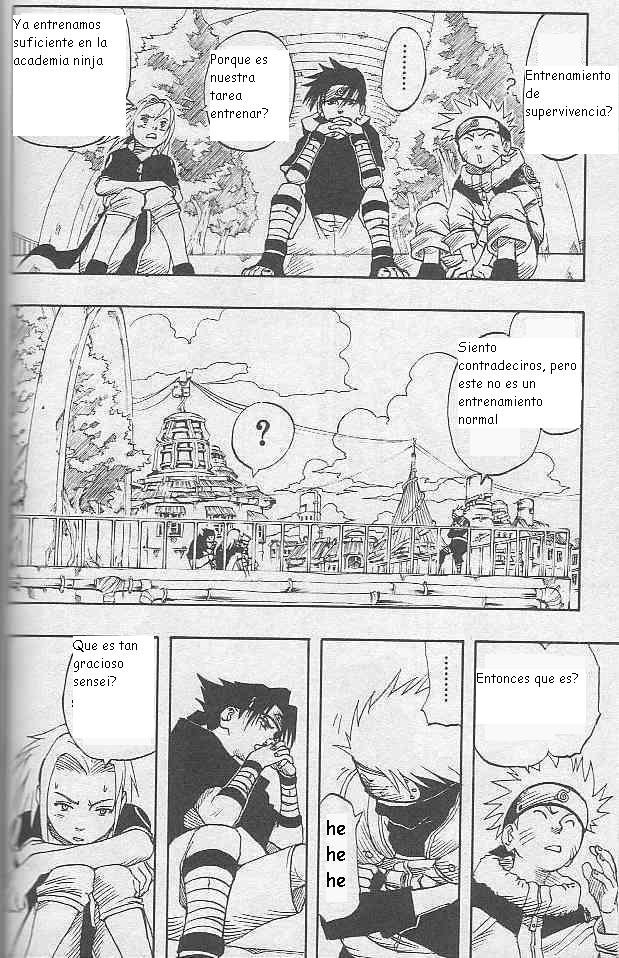 Entrenamiento
de
supervivencia?
?
........
Porque es
nuestra
tarea
entrenar?
Ya entrenamos
suficiente en la
academia ninja
Siento
contradeciros, pero
este no es un
entrenamiento
normal
?
Entonces que es?
........
he
he
he
Que es tan
gracioso
sensei?